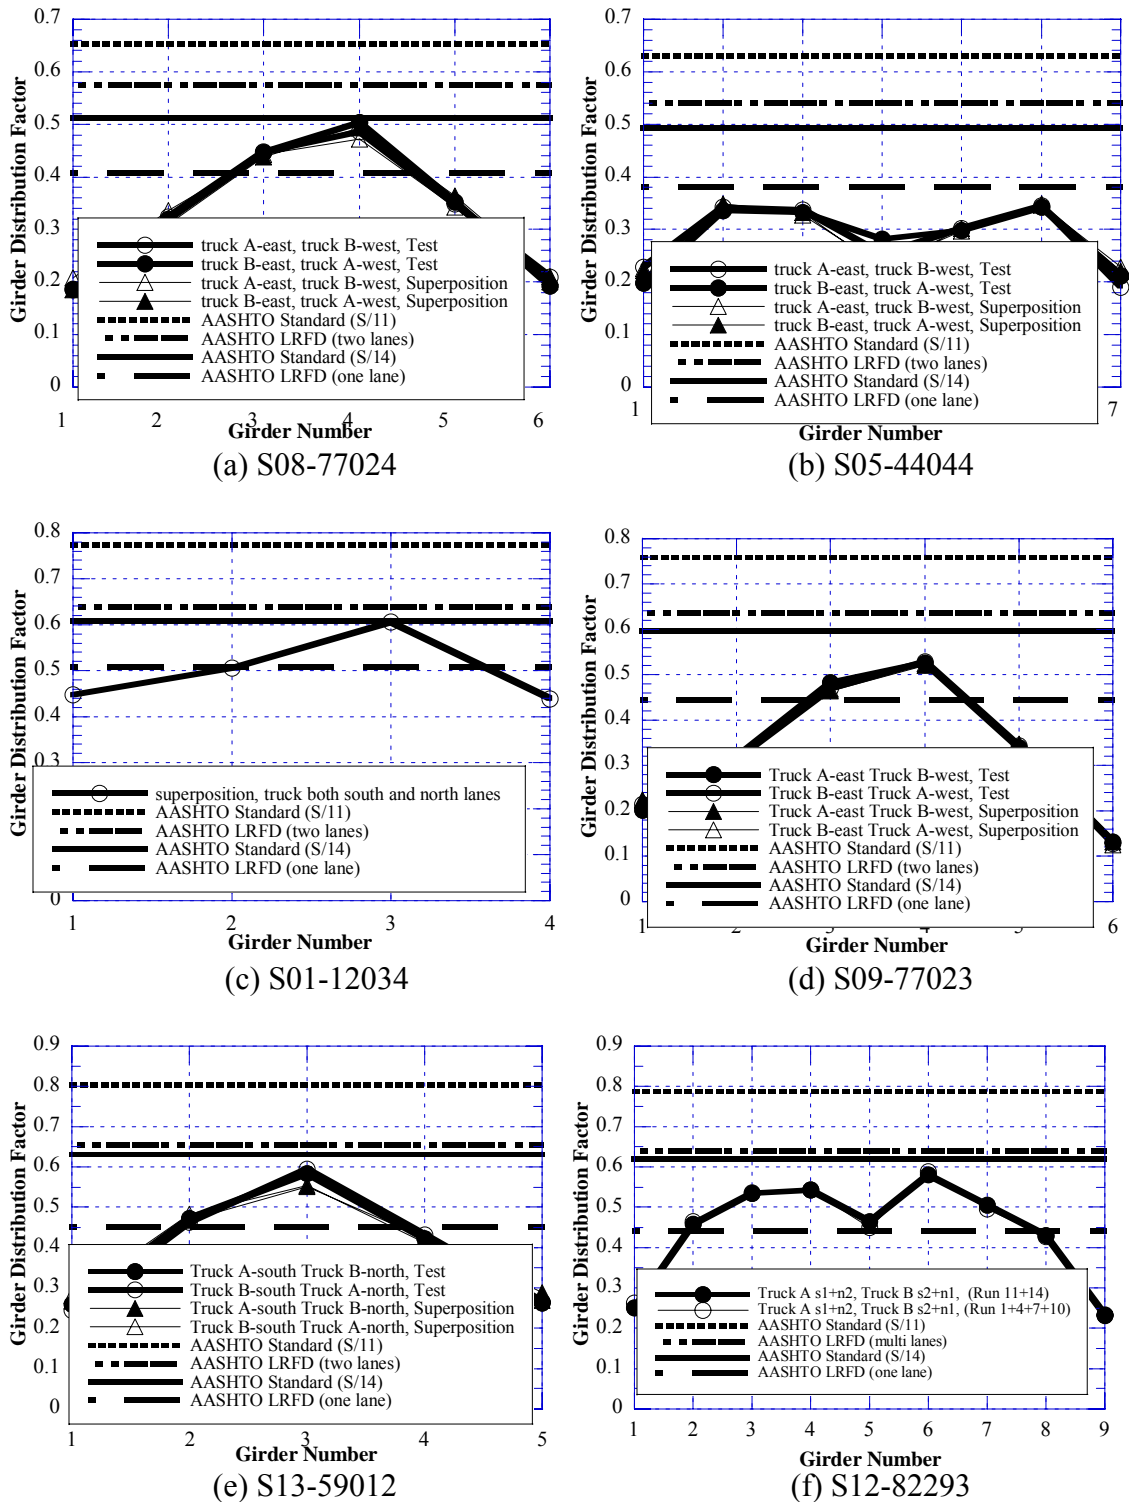 0.7
0.6
0.5
0.4
0.3
0.2
0.1
0
Girder Distribution Factor
truck A-east, truck B-west, Test
truck B-east, truck A-west, Test
truck A-east, truck B-west, Superposition
truck B-east, truck A-west, Superposition
AASHTO Standard (S/11)
AASHTO LRFD (two lanes)
AASHTO Standard (S/14)
AASHTO LRFD (one lane)
1 2 3 4 5 6
Girder Number
(a) S08-77024
0.7
0.6
0.5
0.4
0.3
0.2
0.1
0
Girder Distribution Factor
truck A-east, truck B-west, Test
truck B-east, truck A-west, Test
truck A-east, truck B-west, Superposition
truck B-east, truck A-west, Superposition
AASHTO Standard (S/11)
AASHTO LRFD (two lanes)
AASHTO Standard (S/14)
AASHTO LRFD (one lane)
1 7
Girder Number
(b) S05-44044
0.8
0.7
0.6
0.5
0.4
0
Girder Distribution Factor
superposition, truck both south and north lanes
AASHTO Standard (S/11)
AASHTO LRFD (two lanes)
AASHTO Standard (S/14)
AASHTO LRFD (one lane)
1 2 3 4
Girder Number
(c) S01-12034
0.8
0.7
0.6
0.5
0.4
0.3
0.2
0.1
0
Girder Distribution Factor
Truck A-east Truck B-west, Test
Truck B-east Truck A-west, Test
Truck A-east Truck B-west, Superposition
Truck B-east Truck A-west, Superposition
AASHTO Standard (S/11)
AASHTO LRFD (two lanes)
AASHTO Standard (S/14)
AASHTO LRFD (one lane)
1 2 3 4 5 6
Girder Number
(d) S09-77023
0.9
0.8
0.7
0.6
0.5
0.4
0.3
0.2
0.1
0
Girder Distribution Factor
Truck A-south Truck B-north, Test
Truck B-south Truck A-north, Test
Truck A-south Truck B-north, Superposition
Truck B-south Truck A-north, Superposition
AASHTO Standard (S/11)
AASHTO LRFD (two lanes)
AASHTO Standard (S/14)
AASHTO LRFD (one lane)
1 2 3 4 5
Girder Number
(e) S13-59012
0.9
0.8
0.7
0.6
0.5
0.4
0.3
0.2
0.1
0
Girder Distribution Factor
Truck A s1+n2, Truck B s2+n1, (Run 11+14)
Truck A s1+n2, Truck B s2+n1, (Run 1+4+7+10)
AASHTO Standard (S/11)
AASHTO LRFD (multi lanes)
AASHTO Standard (S/14)
AASHTO LRFD (one lane)
1 2 3 4 5 6 7 8 9
Girder Number
(f) S12-82293